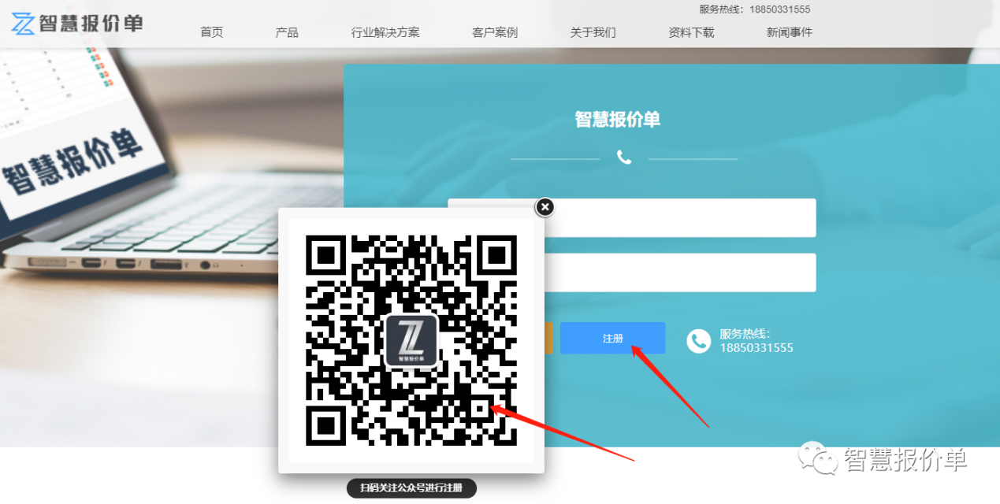 智慧报价单
服务热线：18850331555
首页 产品 行业解决方案 客户案例 关于我们 资料下载 新闻事件
智慧报价单
智慧报价单
注册
服务热线：
18850331555
智慧报价单
扫码关注公众号进行注册
智慧报价单